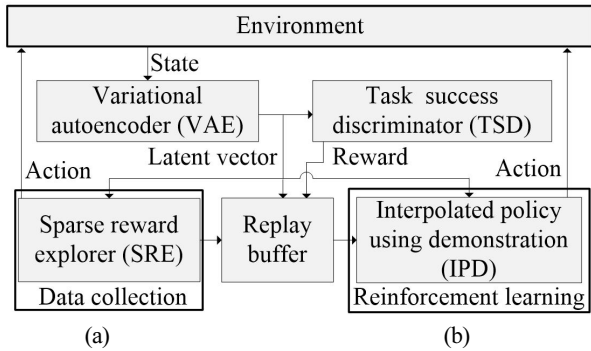 Environment
State
Variational
autoencoder (VAE)
Task success
discriminator (TSD)
Latent vector
Reward
Action
Action
Sparse reward
explorer (SRE)
Data collection
Replay
buffer
Interpolated policy
using demonstration
(IPD)
Reinforcement learning
(a)
(b)